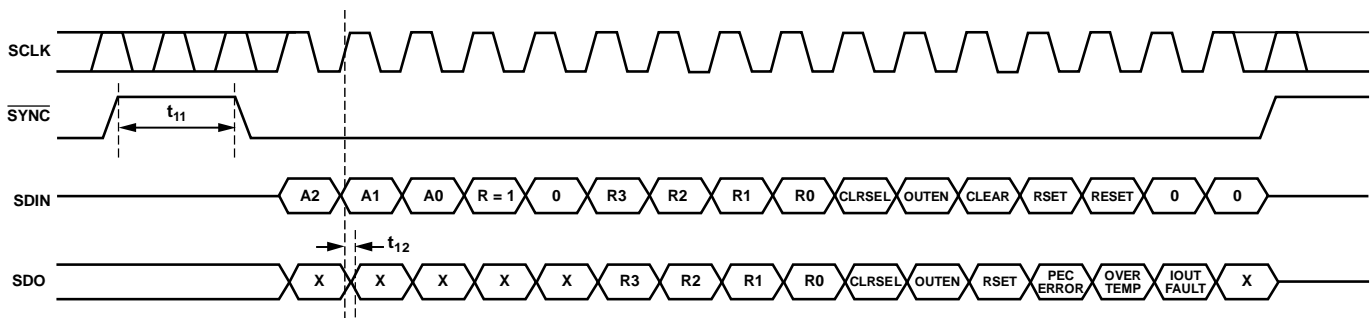 SCLK
SYNC
t11
SDIN
A2 A1 A0 R = 1 0 R3 R2 R1 R0 CLRSEL OUTEN CLEAR RSET RESET 0 0
t12
SDO
X X X X X R3 R2 R1 R0 CLRSEL OUTEN RSET PEC ERROR OVER TEMP IOUT FAULT X